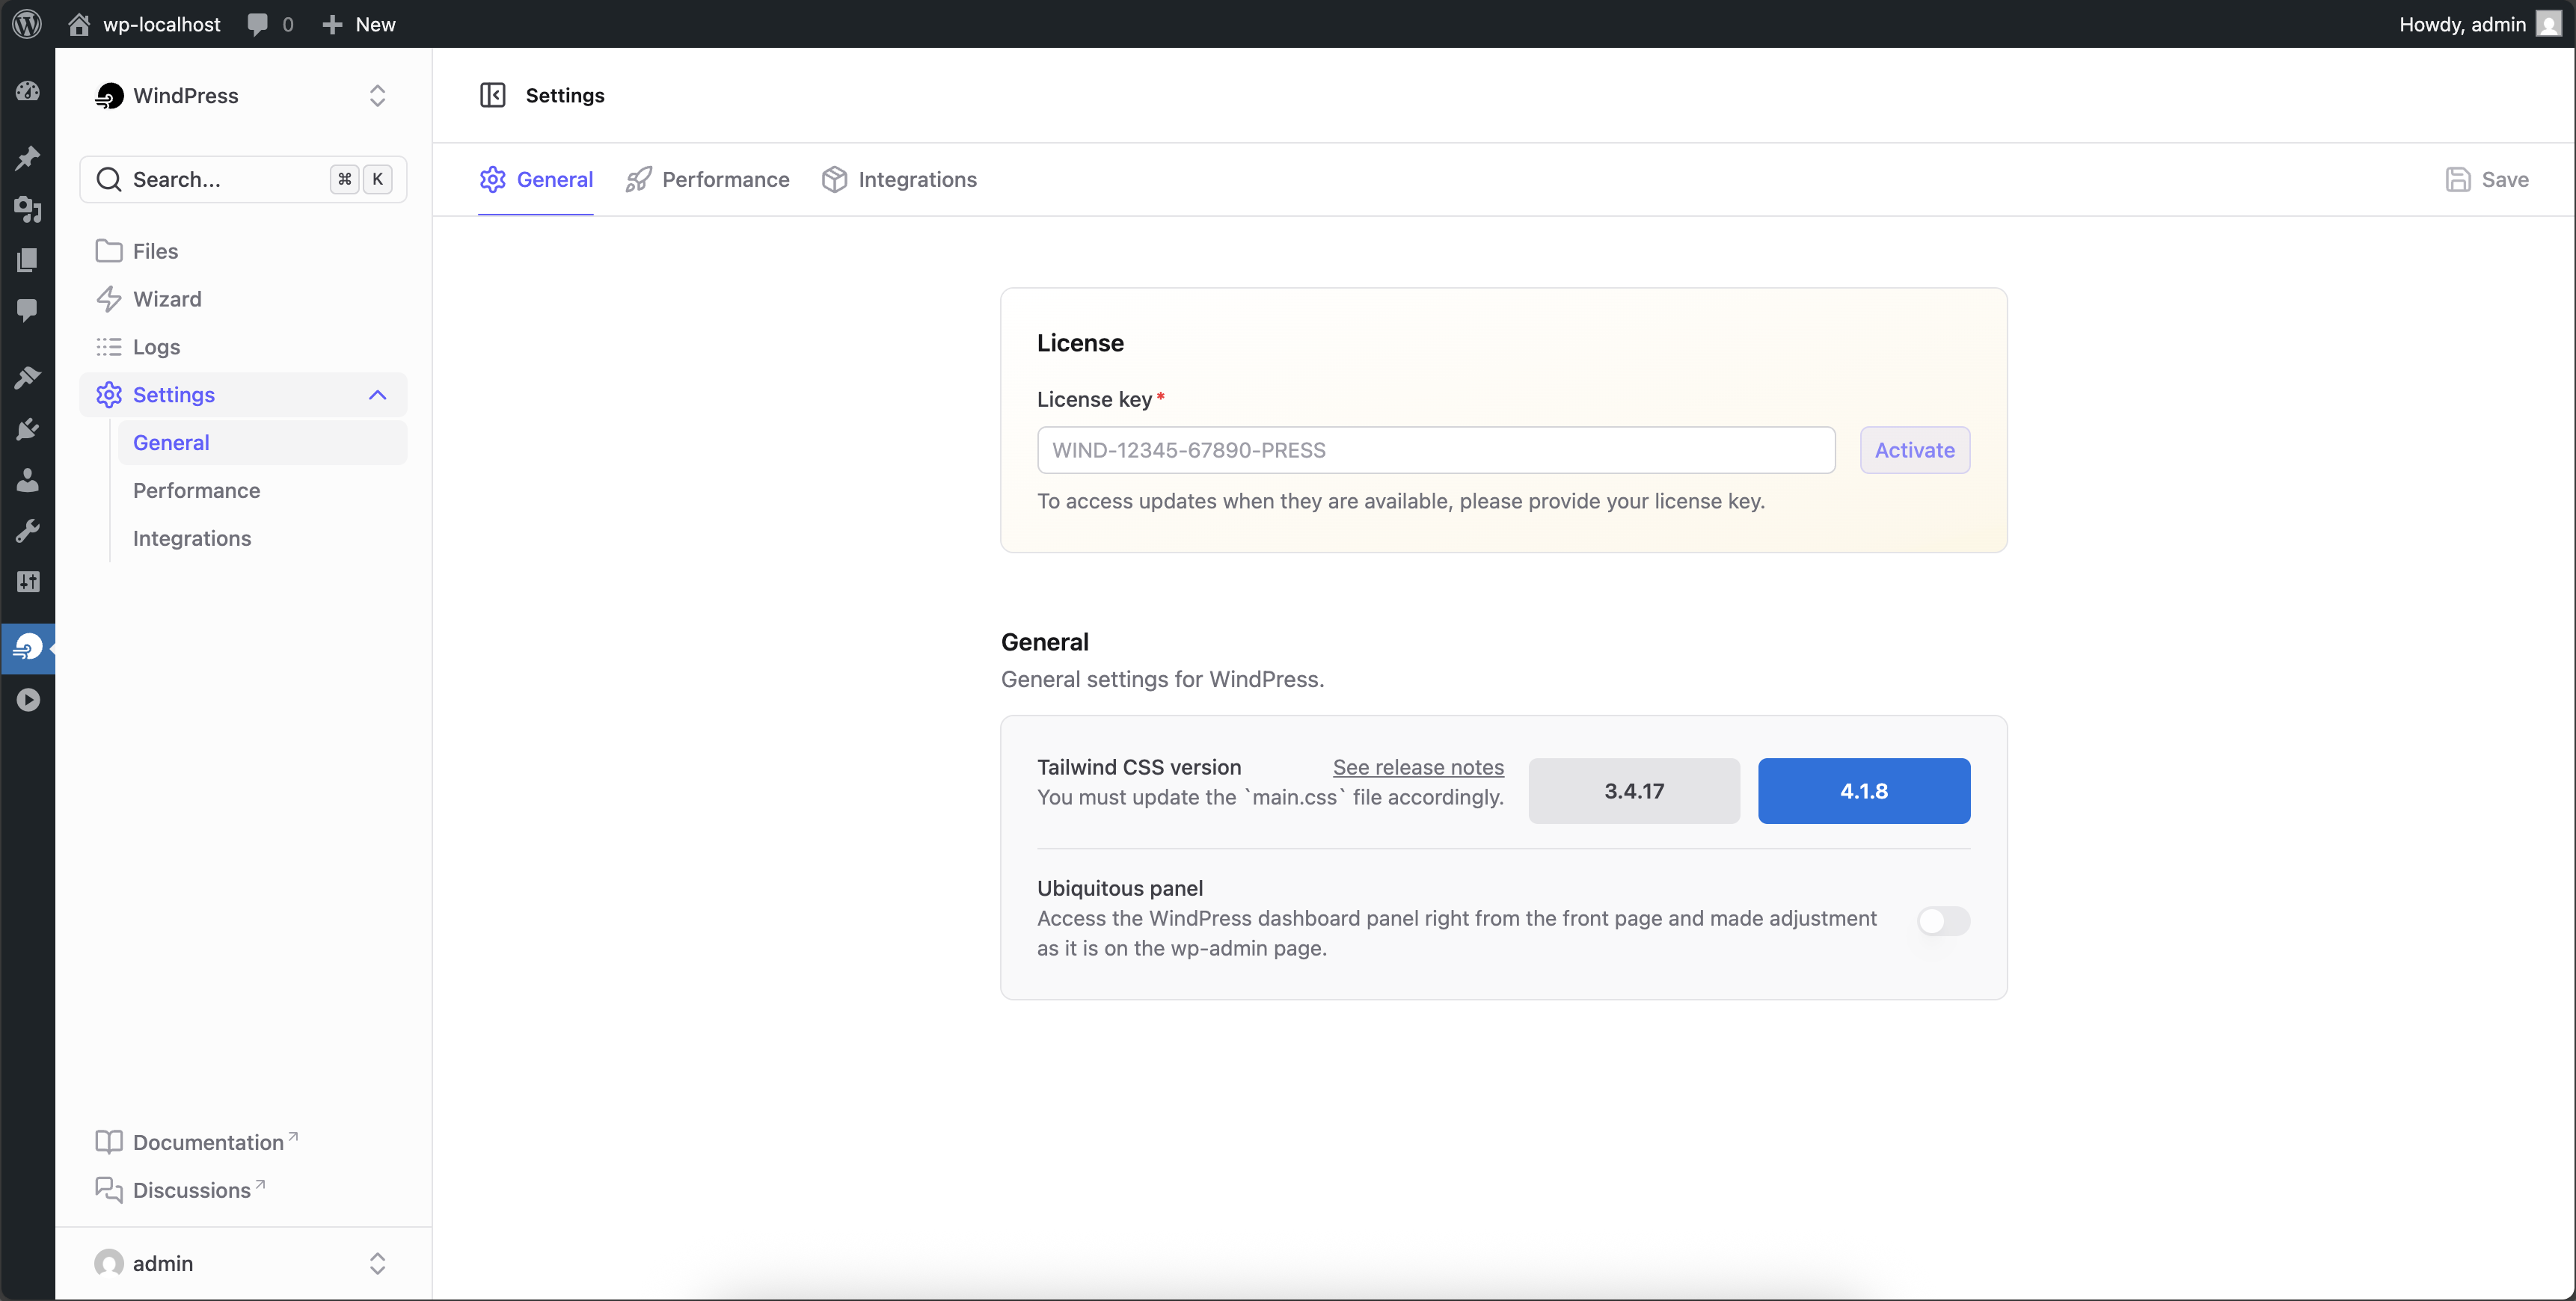 wp-localhost
0
New
Howdy, admin
WindPress
Search...
⌘ K
Files
Wizard
Logs
Settings
General
Performance
Integrations
Documentation
Discussions
admin
Settings
General
Performance
Integrations
Save
License
License key*
WIND-12345-67890-PRESS
Activate
To access updates when they are available, please provide your license key.
General
General settings for WindPress.
Tailwind CSS version
See release notes
You must update the `main.css` file accordingly.
3.4.17
4.1.8
Ubiquitous panel
Access the WindPress dashboard panel right from the front page and made adjustment
as it is on the wp-admin page.